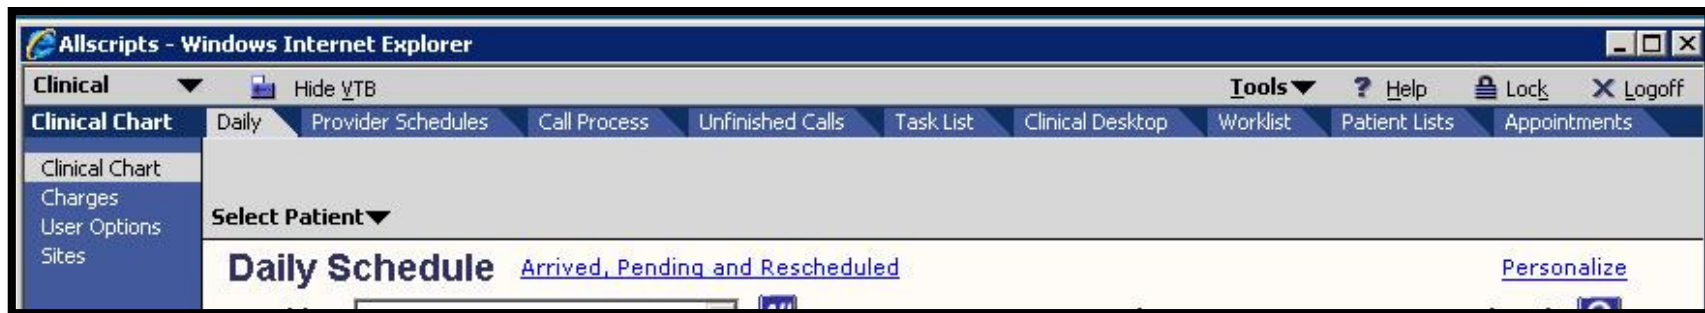 Allscripts - Windows Internet Explorer
Clinical Hide VTB Tools ? Help Lock Logoff
Clinical Chart Daily Provider Schedules Call Process Unfinished Calls Task List Clinical Desktop Worklist Patient Lists Appointments
Clinical Chart
Charges
User Options
Select Patient
Sites
Daily Schedule Arrived, Pending and Rescheduled Personalize